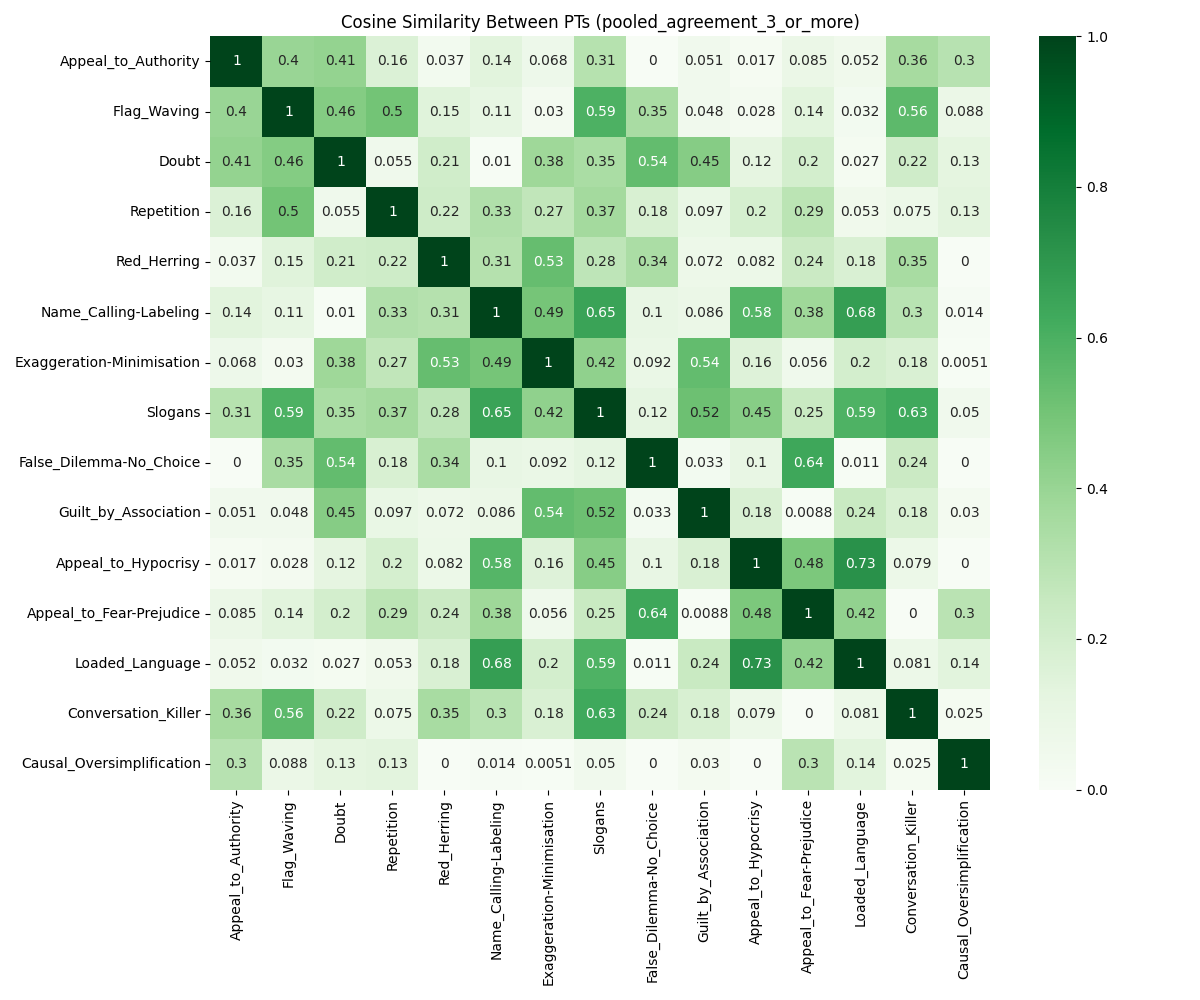 Cosine Similarity Between PTs (pooled_agreement_3_or_more)
Appeal_to_Authority 1 0.4 0.41 0.16 0.037 0.14 0.068 0.31 0 0.051 0.017 0.085 0.052 0.36 0.3
Flag_Waving 0.4 1 0.46 0.5 0.15 0.11 0.03 0.59 0.35 0.048 0.028 0.14 0.032 0.56 0.088
Doubt 0.41 0.46 1 0.055 0.21 0.01 0.38 0.35 0.54 0.45 0.12 0.2 0.027 0.22 0.13
Repetition 0.16 0.5 0.055 1 0.22 0.33 0.27 0.37 0.18 0.097 0.2 0.29 0.053 0.075 0.13
Red_Herring 0.037 0.15 0.21 0.22 1 0.31 0.53 0.28 0.34 0.072 0.082 0.24 0.18 0.35 0
Name_Calling-Labeling 0.14 0.11 0.01 0.33 0.31 1 0.49 0.65 0.1 0.086 0.58 0.38 0.68 0.3 0.014
Exaggeration-Minimisation 0.068 0.03 0.38 0.27 0.53 0.49 1 0.42 0.092 0.54 0.16 0.056 0.2 0.18 0.0051
Slogans 0.31 0.59 0.35 0.37 0.28 0.65 0.42 1 0.12 0.52 0.45 0.25 0.59 0.63 0.05
False_Dilemma-No_Choice 0 0.35 0.54 0.18 0.34 0.1 0.092 0.12 1 0.033 0.1 0.64 0.011 0.24 0
Guilt_by_Association 0.051 0.048 0.45 0.097 0.072 0.086 0.54 0.52 0.033 1 0.18 0.0088 0.24 0.18 0.03
Appeal_to_Hypocrisy 0.017 0.028 0.12 0.2 0.082 0.58 0.16 0.45 0.1 0.18 1 0.48 0.73 0.079 0
Appeal_to_Fear-Prejudice 0.085 0.14 0.2 0.29 0.24 0.38 0.056 0.25 0.64 0.0088 0.48 1 0.42 0 0.3
Loaded_Language 0.052 0.032 0.027 0.053 0.18 0.68 0.2 0.59 0.011 0.24 0.73 0.42 1 0.081 0.14
Conversation_Killer 0.36 0.56 0.22 0.075 0.35 0.3 0.18 0.63 0.24 0.18 0.079 0 0.081 1 0.025
Causal_Oversimplification 0.3 0.088 0.13 0.13 0 0.014 0.0051 0.05 0 0.03 0 0.3 0.14 0.025 1
Appeal_to_Authority
Flag_Waving
Doubt
Repetition
Red_Herring
Name_Calling-Labeling
Exaggeration-Minimisation
Slogans
False_Dilemma-No_Choice
Guilt_by_Association
Appeal_to_Hypocrisy
Appeal_to_Fear-Prejudice
Loaded_Language
Conversation_Killer
Causal_Oversimplification
1.0
0.8
0.6
0.4
0.2
0.0